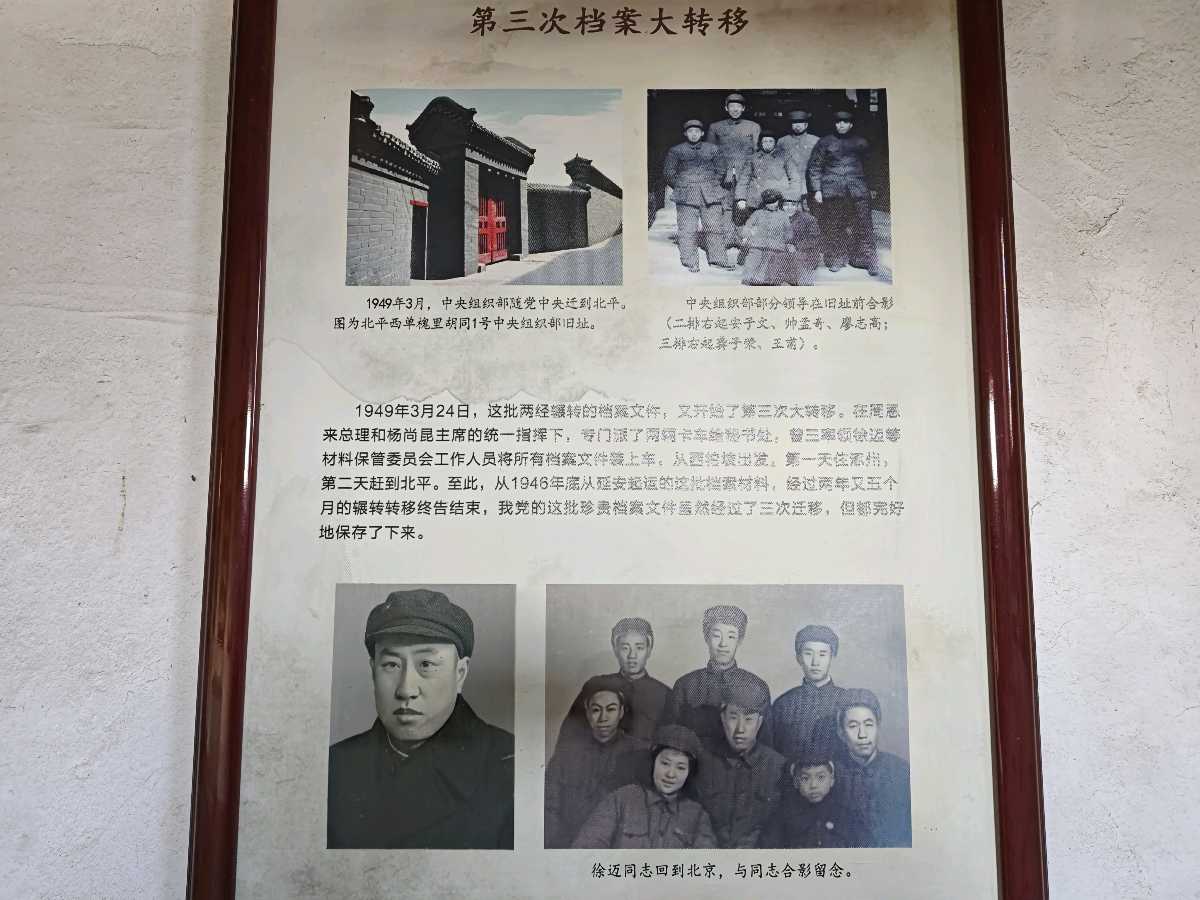 第三次档案大转移
1949年3月，中央组织部随党中央迁到北平。
图为北平西单槐里胡同1号中央组织部旧址。
中央组织部部分领导在旧址前合影
（二排右起安子文、帅孟奇、廖志高；
三排右起龚子荣、王甫）。
1949年3月24日，这批两经辗转的档案文件，又开始了第三次大转移。在周恩
来总理和杨尚昆主席的统一指挥下，专门派了两辆卡车给秘书处，曾三率领徐迈等
材料保管委员会工作人员将所有档案文件装上车，从西柏坡出发，第一天住涿州，
第二天赶到北平。至此，从1946年底从延安起运的这批档案材料，经过两年又五个
月的辗转转移终告结束，我党的这批珍贵档案文件虽然经过了三次迁移，但都完好
地保存了下来。
徐迈同志回到北京，与同志合影留念。